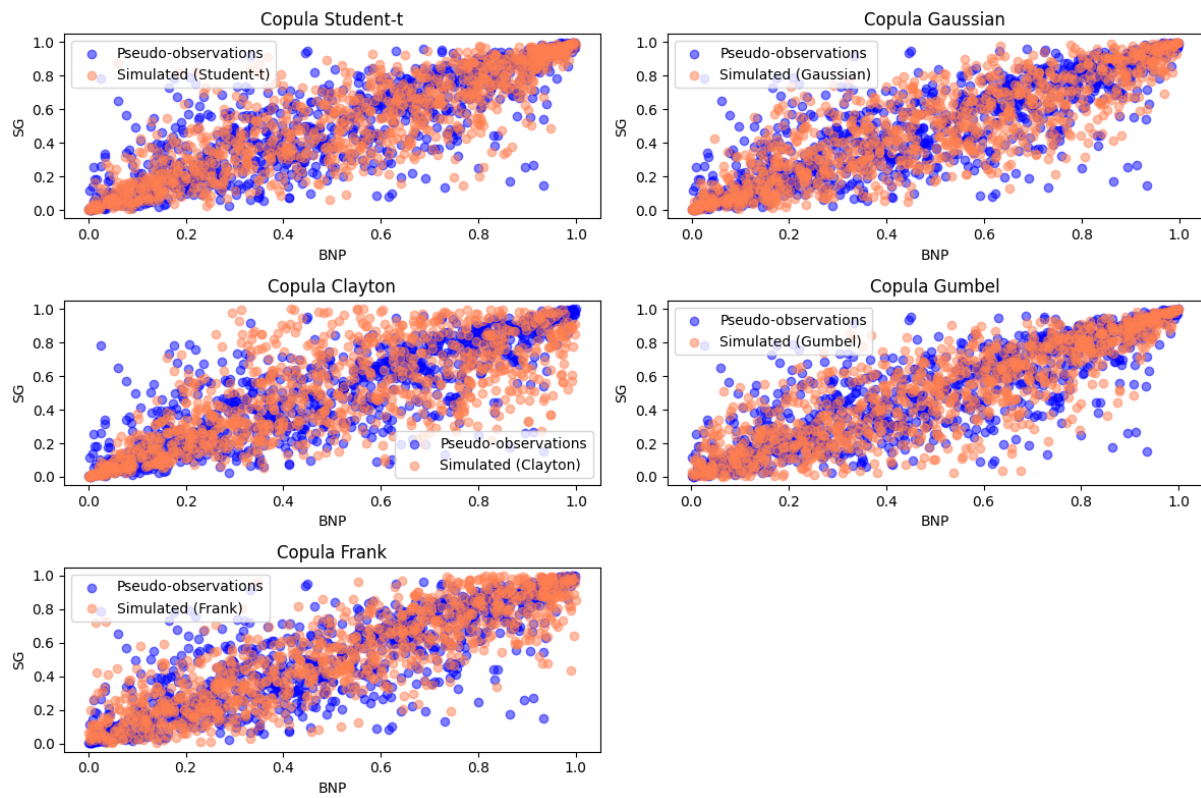 Copula Student-t
Pseudo-observations
Simulated (Student-t)
SG
1.0
0.8
0.6
0.4
0.2
0.0
0.0 0.2 0.4 0.6 0.8 1.0
BNP
Copula Gaussian
Pseudo-observations
Simulated (Gaussian)
SG
1.0
0.8
0.6
0.4
0.2
0.0
0.0 0.2 0.4 0.6 0.8 1.0
BNP
Copula Clayton
SG
1.0
0.8
0.6
0.4
0.2
0.0
Pseudo-observations
Simulated (Clayton)
0.0 0.2 0.4 0.6 0.8 1.0
BNP
Copula Gumbel
Pseudo-observations
Simulated (Gumbel)
SG
1.0
0.8
0.6
0.4
0.2
0.0
0.0 0.2 0.4 0.6 0.8 1.0
BNP
Copula Frank
Pseudo-observations
Simulated (Frank)
SG
1.0
0.8
0.6
0.4
0.2
0.0
0.0 0.2 0.4 0.6 0.8 1.0
BNP